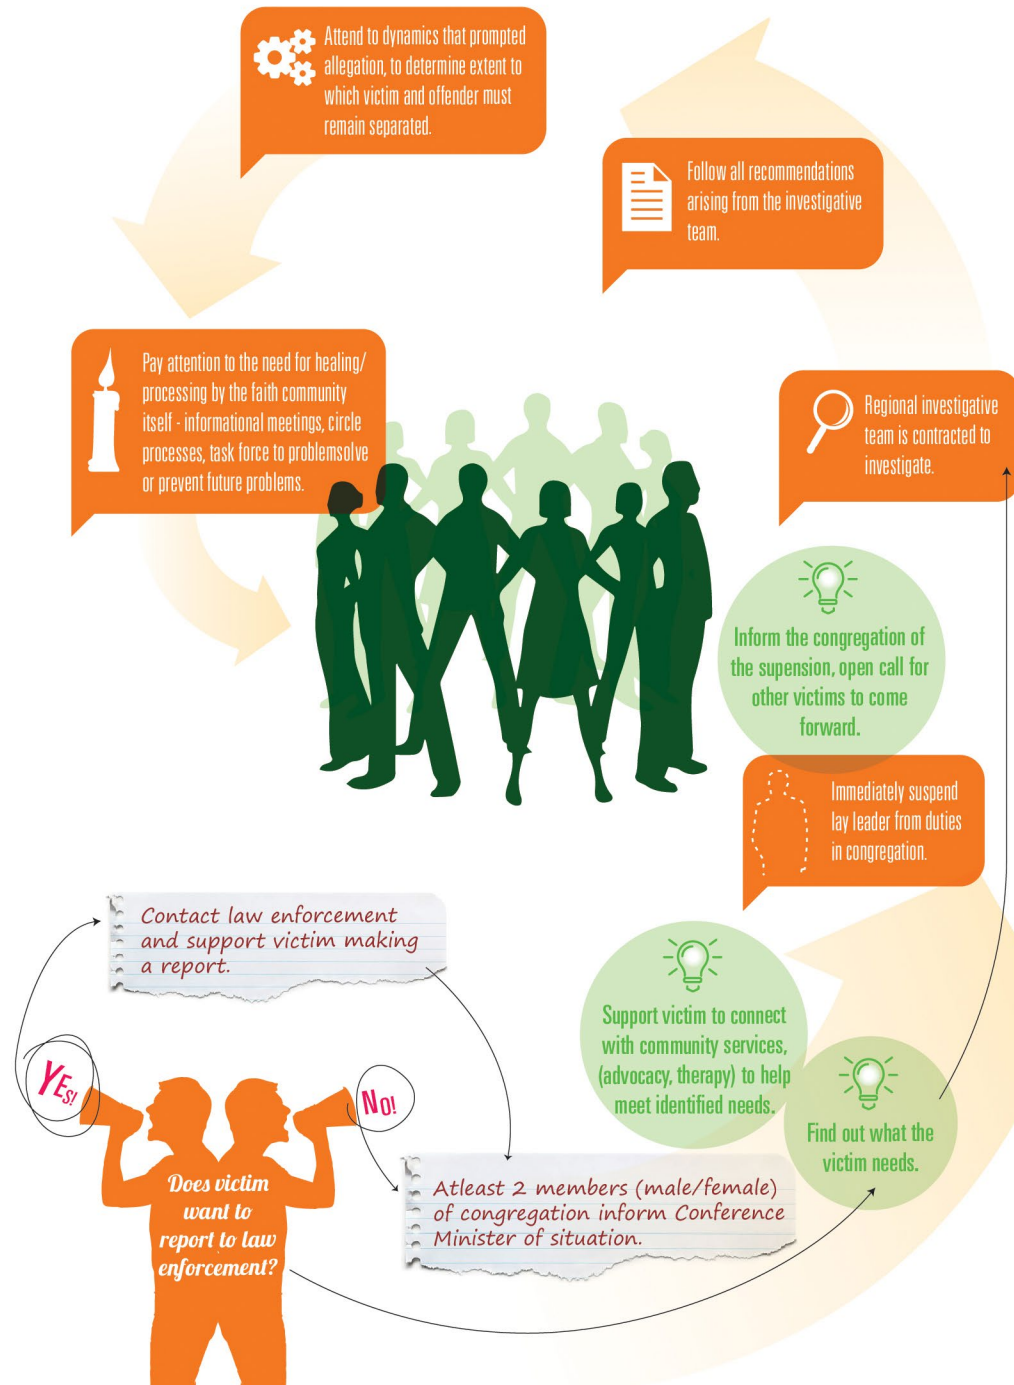 Attend to dynamics that prompted
allegation, to determine extent to
which victim and offender must
remain separated.
Follow all recommendations
arising from the investigative
team.
Pay attention to the need for healing/
processing by the faith community
itself - informational meetings, circle
processes, task force to problemsolve
or prevent future problems.
Regional investigative
team is contracted to
investigate.
Inform the congregation of
the supension, open call for
other victims to come
forward.
Immediately suspend
lay leader from duties
in congregation.
Contact law enforcement
and support victim making
a report.
Support victim to connect
with community services,
(advocacy, therapy) to help
meet identified needs.
Find out what the
victim needs.
YES!
NO!
Does victim
want to
report to law
enforcement?
Atleast 2 members (male/female)
of congregation inform Conference
Minister of situation.